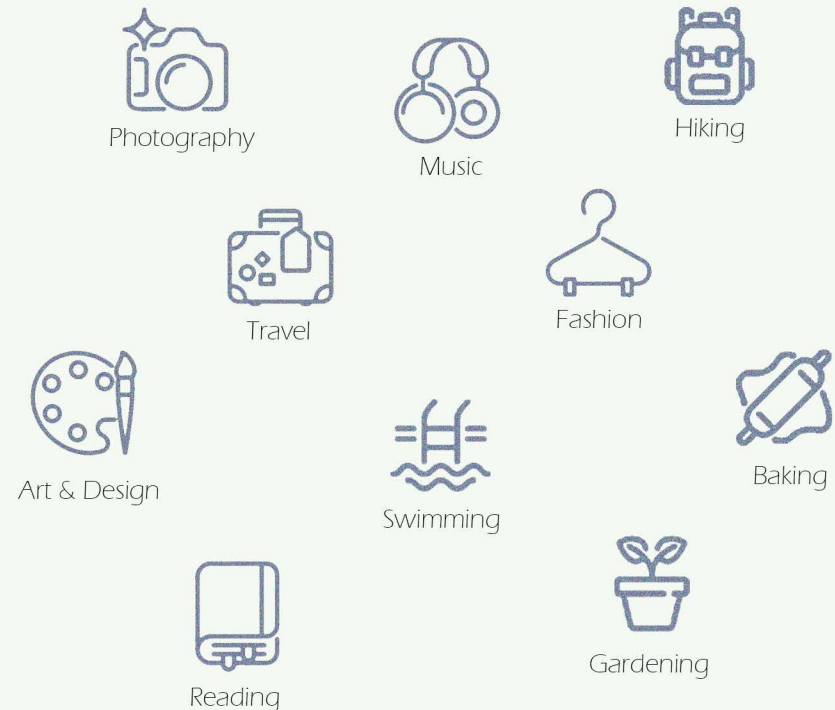 Photography
Music
Hiking
Travel
Fashion
Art & Design
Swimming
Baking
Reading
Gardening